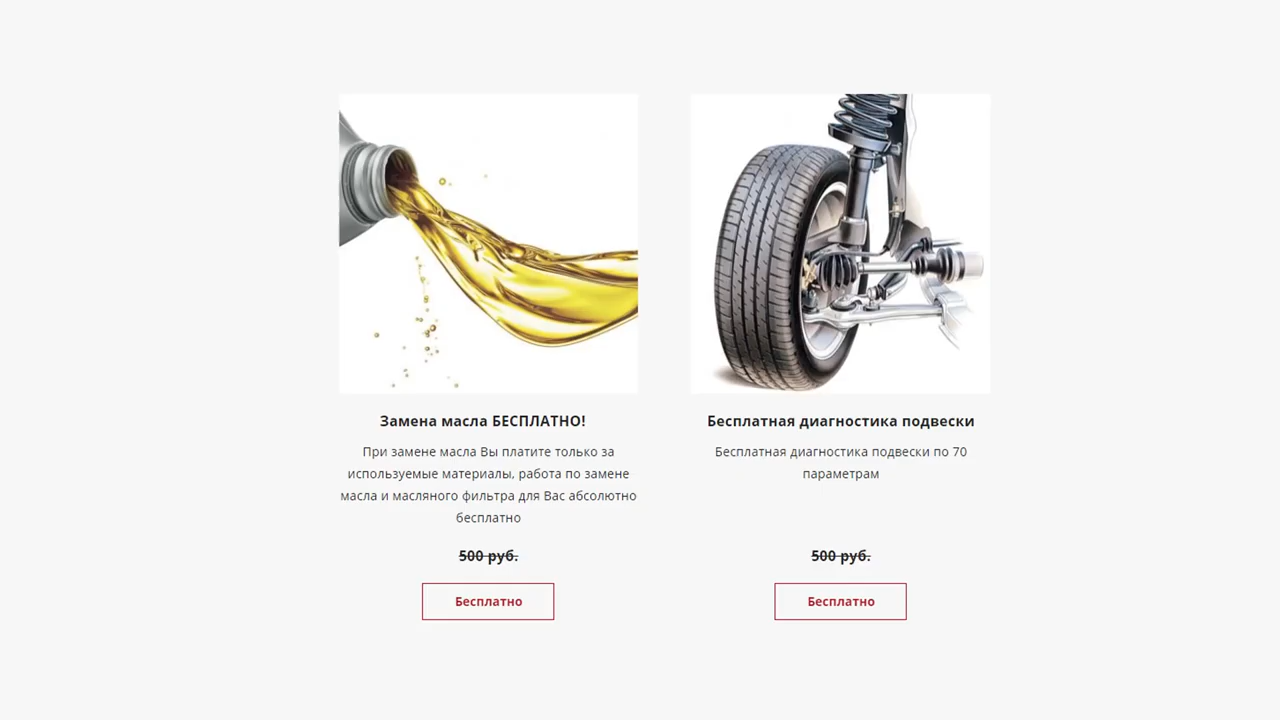 Замена масла БЕСПЛАТНО!
При замене масла Вы платите только за
используемые материалы, работа по замене
масла и масляного фильтра для Вас абсолютно
бесплатно
500 руб.
Бесплатно
Бесплатная диагностика подвески
Бесплатная диагностика подвески по 70
параметрам
500 руб.
Бесплатно